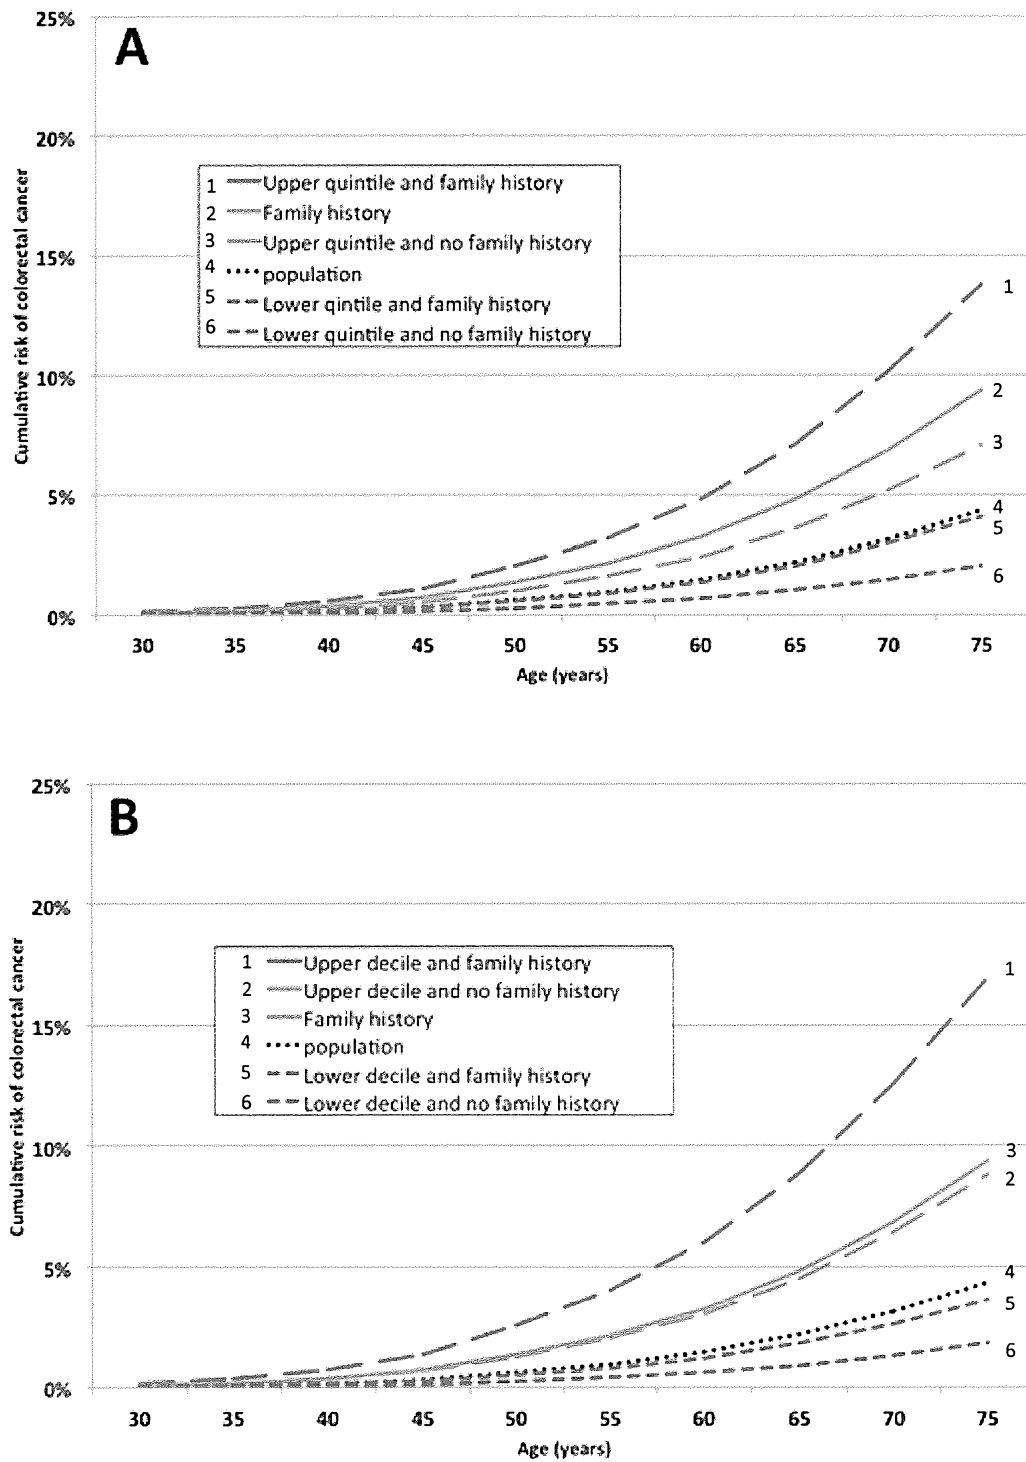 A
25%
20%
15%
10%
5%
0%
Cumulative risk of colorectal cancer
1 Upper quintile and family history
2 Family history
3 Upper quintile and no family history
4 population
5 Lower qintile and family history
6 Lower quintile and no family history
1
2
3
4
5
6
30 35 40 45 50 55 60 65 70 75
Age (years)
B
25%
20%
15%
10%
5%
0%
Cumulative risk of colorectal cancer
1 Upper decile and family history
2 Upper decile and no family history
3 Family history
4 population
5 Lower decile and family history
6 Lower decile and no family history
1
3
2
4
5
6
30 35 40 45 50 55 60 65 70 75
Age (years)